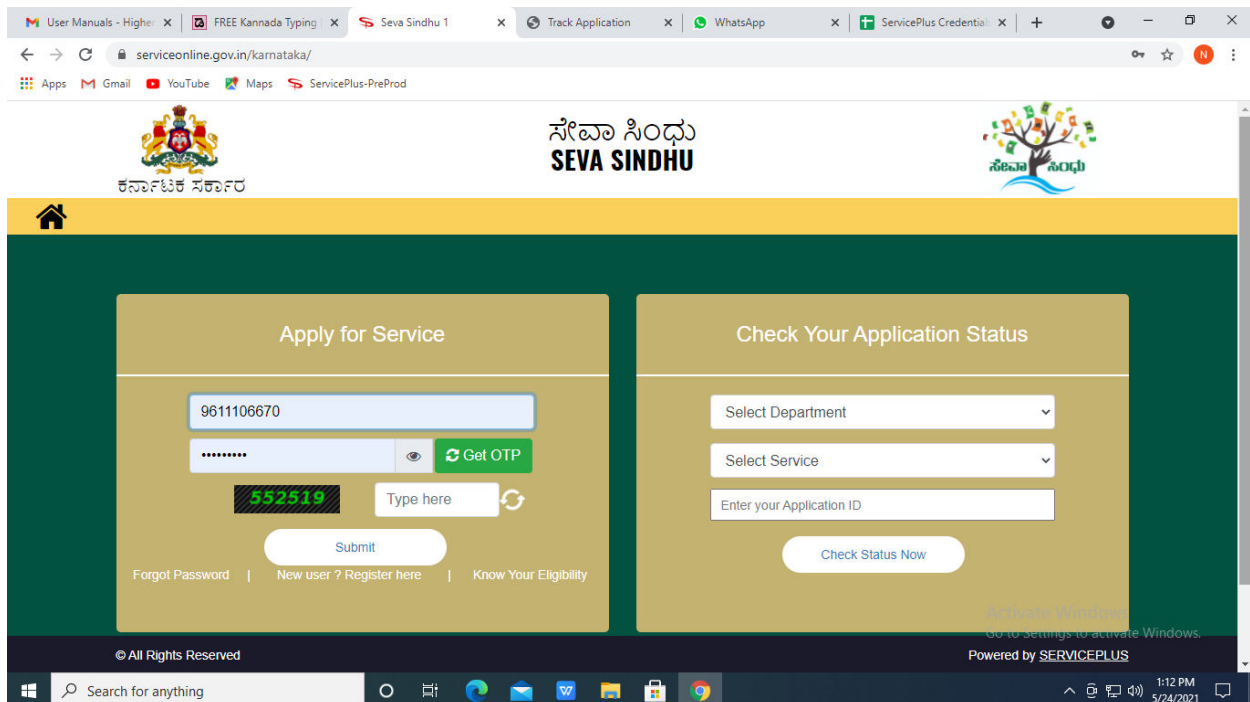 User Manuals - Higher
FREE Kannada Typing
Seva Sindhu 1
Track Application
WhatsApp
ServicePlus Credential
serviceonline.gov.in/karnataka/
N
Apps
Gmail
YouTube
Maps
ServicePlus-PreProd
ಕರ್ನಾಟಕ ಸರ್ಕಾರ
ಸೇವಾ ಸಿಂಧು
SEVA SINDHU
ಸೇವಾ ಸಿಂಧು
Apply for Service
9611106670
•••••••••
Get OTP
552519
Type here
Submit
Forgot Password | New user ? Register here | Know Your Eligibility
Check Your Application Status
Select Department
Select Service
Enter your Application ID
Check Status Now
Activate Windows
Go to Settings to activate Windows.
© All Rights Reserved
Powered by SERVICEPLUS
Search for anything
1:12 PM
5/24/2021